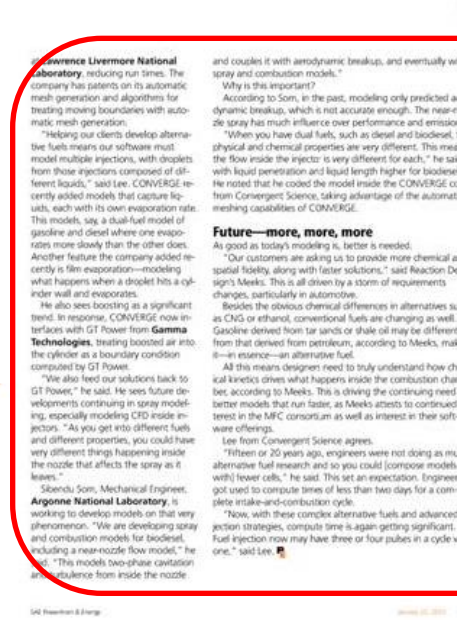 at Lawrence Livermore National
Laboratory, reducing run times. The
company has patents on its automatic
mesh generation and algorithms for
treating moving boundaries with auto-
matic mesh generation.
"Helping our clients develop alterna-
tive fuels means our software must
model multiple injections, with droplets
from those injections composed of dif-
ferent liquids," said Lee. CONVERGE re-
cently added models that capture liq-
uids, each with its own evaporation rate.
This models, say, a dual-fuel model of
gasoline and diesel where one evapo-
rates more slowly than the other does.
Another feature the company added re-
cently is film evaporation—modeling
what happens when a droplet hits a cyl-
inder wall and evaporates.
He also sees boosting as a significant
trend. In response, CONVERGE now in-
terfaces with GT Power from Gamma
Technologies, treating boosted air into
the cylinder as a boundary condition
computed by GT Power.
"We also feed our solutions back to
GT Power," he said. He sees future de-
velopments continuing in spray model-
ing, especially modeling CFD inside in-
jectors. "As you get into different fuels
and different properties, you could have
very different things happening inside
the nozzle that affects the spray as it
leaves."
Sibendu Som, Mechanical Engineer,
Argonne National Laboratory, is
working to develop models on that very
phenomenon. "We are developing spray
and combustion models for biodiesel,
including a near-nozzle flow model," he
said. "This models two-phase cavitation
and turbulence from inside the nozzle
and couples it with aerodynamic breakup, and eventually w
spray and combustion models."
Why is this important?
According to Som, in the past, modeling only predicted a
dynamic breakup, which is not accurate enough. The near-n
zle spray has much influence over performance and emission
"When you have dual fuels, such as diesel and biodiesel,
physical and chemical properties are very different. This mea
the flow inside the injector is very different for each," he sai
with liquid penetration and liquid length higher for biodiese
He noted that he coded the model inside the CONVERGE co
from Convergent Science, taking advantage of the automat
meshing capabilities of CONVERGE.
Future—more, more, more
As good as today's modeling is, better is needed.
"Our customers are asking us to provide more chemical a
spatial fidelity, along with faster solutions," said Reaction De
sign's Meeks. This is all driven by a storm of requirements
changes, particularly in automotive.
Besides the obvious chemical differences in alternatives su
as CNG or ethanol, conventional fuels are changing as well.
Gasoline derived from tar sands or shale oil may be different
from that derived from petroleum, according to Meeks, mak
it—in essence—an alternative fuel.
All this means designers need to truly understand how ch
ical kinetics drives what happens inside the combustion cha
ber, according to Meeks. This is driving the continuing need
better models that run faster, as Meeks attests to continued
terest in the MFC consortium as well as interest in their soft-
ware offerings.
Lee from Convergent Science agrees.
"Fifteen or 20 years ago, engineers were not doing as mu
alternative fuel research and so you could [compose models
with] fewer cells," he said. This set an expectation. Engineer
got used to compute times of less than two days for a com-
plete intake-and-combustion cycle.
"Now, with these complex alternative fuels and advanced
jection strategies, compute time is again getting significant.
Fuel injection now may have three or four pulses in a cycle v
one," said Lee.
SAE Powertrain & Energy